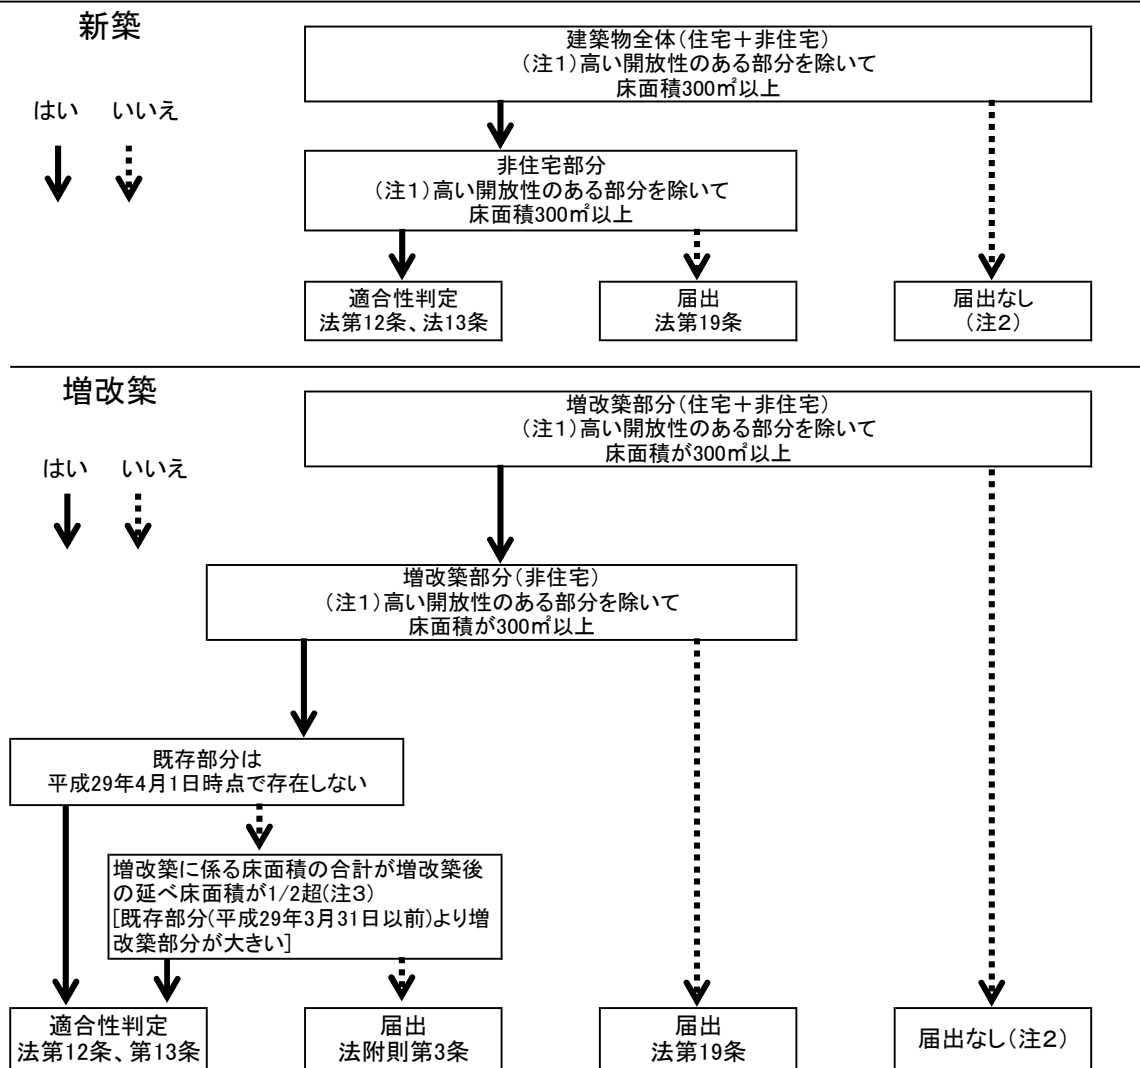 新築
建築物全体(住宅+非住宅)
(注1)高い開放性のある部分を除いて
床面積300㎡以上
はい いいえ
非住宅部分
(注1)高い開放性のある部分を除いて
床面積300㎡以上
適合性判定
法第12条、法13条
届出
法第19条
届出なし
(注2)
増改築
増改築部分(住宅+非住宅)
(注1)高い開放性のある部分を除いて
床面積が300㎡以上
はい いいえ
増改築部分(非住宅)
(注1)高い開放性のある部分を除いて
床面積が300㎡以上
既存部分は
平成29年4月1日時点で存在しない
増改築に係る床面積の合計が増改築後
の延べ床面積が1/2超(注3)
[既存部分(平成29年3月31日以前)より増
改築部分が大きい]
適合性判定
法第12条、第13条
届出
法附則第3条
届出
法第19条
届出なし(注2)